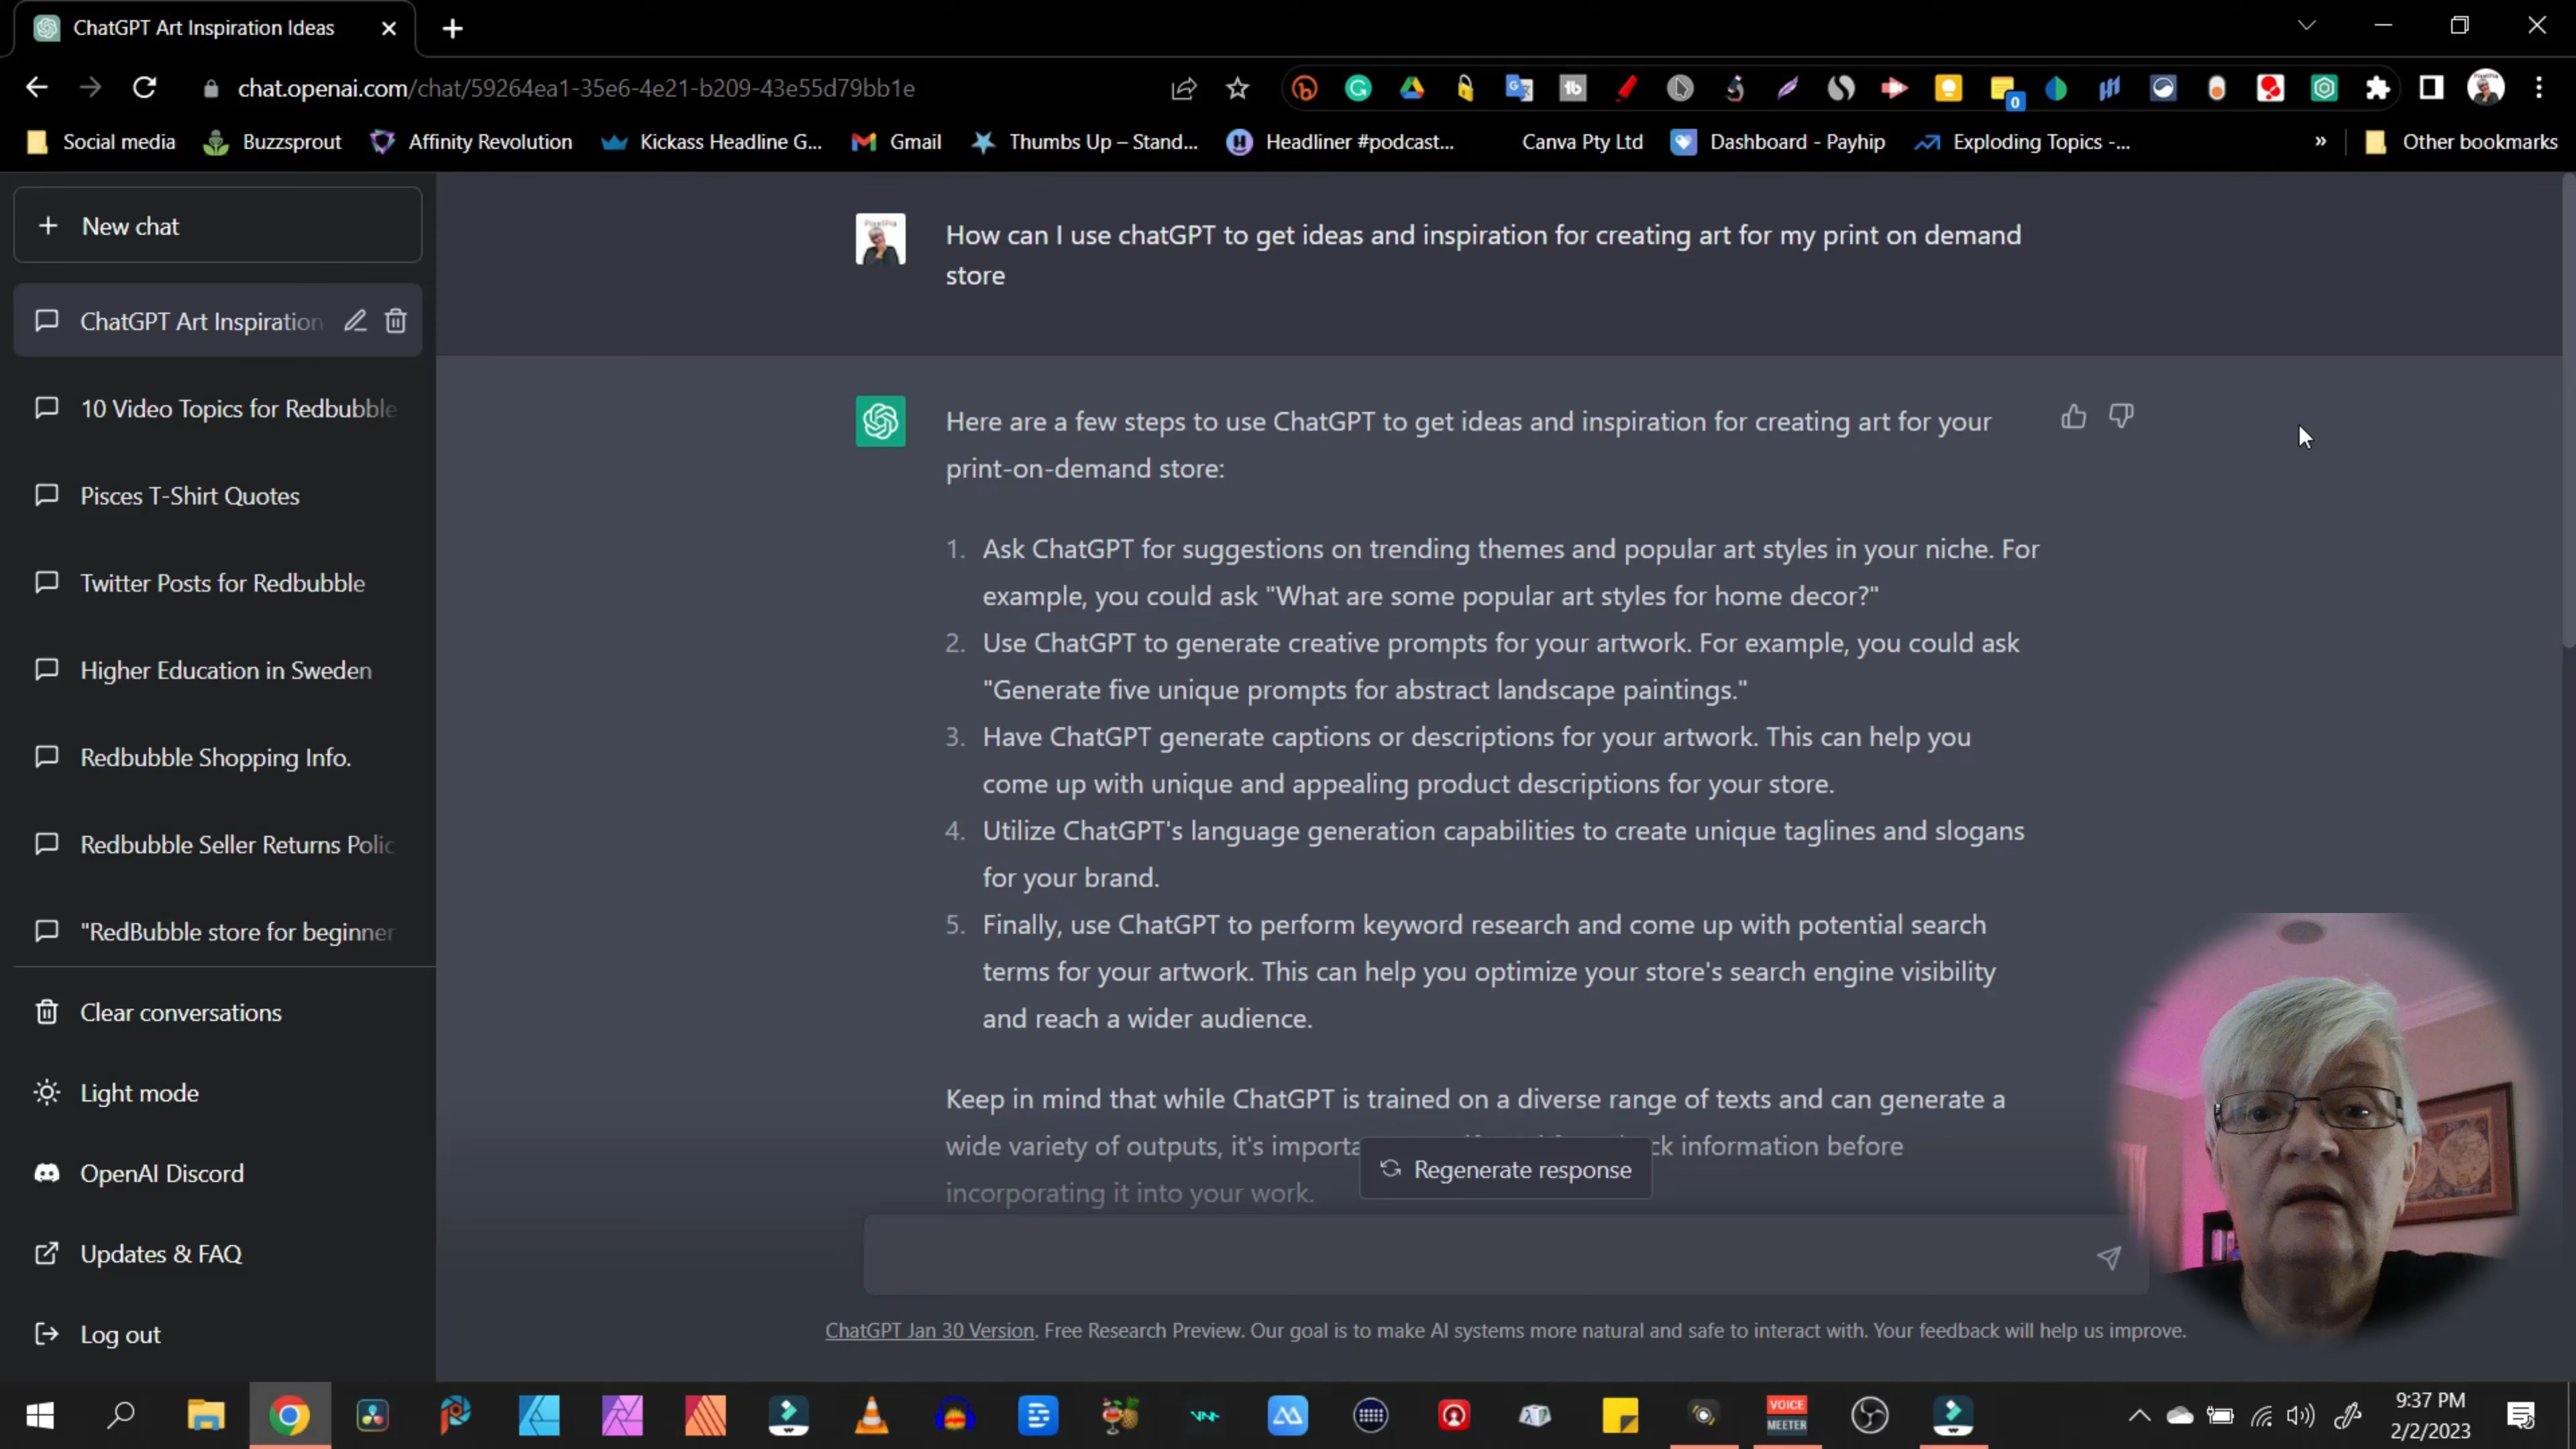 ChatGPT Art Inspiration Ideas
chat.openai.com/chat/59264ea1-35e6-4e21-b209-43e55d79bb1e
0
Social media
Buzzsprout
Affinity Revolution
Kickass Headline G...
Gmail
Thumbs Up – Stand...
Headliner #podcast...
Canva Pty Ltd
Dashboard - Payhip
Exploding Topics -...
»
Other bookmarks
+ New chat
ChatGPT Art Inspiration
10 Video Topics for Redbubble
Pisces T-Shirt Quotes
Twitter Posts for Redbubble
Higher Education in Sweden
Redbubble Shopping Info.
Redbubble Seller Returns Polic
"RedBubble store for beginner
Clear conversations
Light mode
OpenAI Discord
Updates & FAQ
Log out
How can I use chatGPT to get ideas and inspiration for creating art for my print on demand
store
Here are a few steps to use ChatGPT to get ideas and inspiration for creating art for your
print-on-demand store:
1. Ask ChatGPT for suggestions on trending themes and popular art styles in your niche. For
example, you could ask "What are some popular art styles for home decor?"
2. Use ChatGPT to generate creative prompts for your artwork. For example, you could ask
"Generate five unique prompts for abstract landscape paintings."
3. Have ChatGPT generate captions or descriptions for your artwork. This can help you
come up with unique and appealing product descriptions for your store.
4. Utilize ChatGPT's language generation capabilities to create unique taglines and slogans
for your brand.
5. Finally, use ChatGPT to perform keyword research and come up with potential search
terms for your artwork. This can help you optimize your store's search engine visibility
and reach a wider audience.
Keep in mind that while ChatGPT is trained on a diverse range of texts and can generate a
wide variety of outputs, it's information before
incorporating it into your work.
Regenerate response
ChatGPT Jan 30 Version. Free Research Preview. Our goal is to make AI systems more natural and safe to interact with. Your feedback will help us improve.
VOICE
MEETER
9:37 PM
2/2/2023